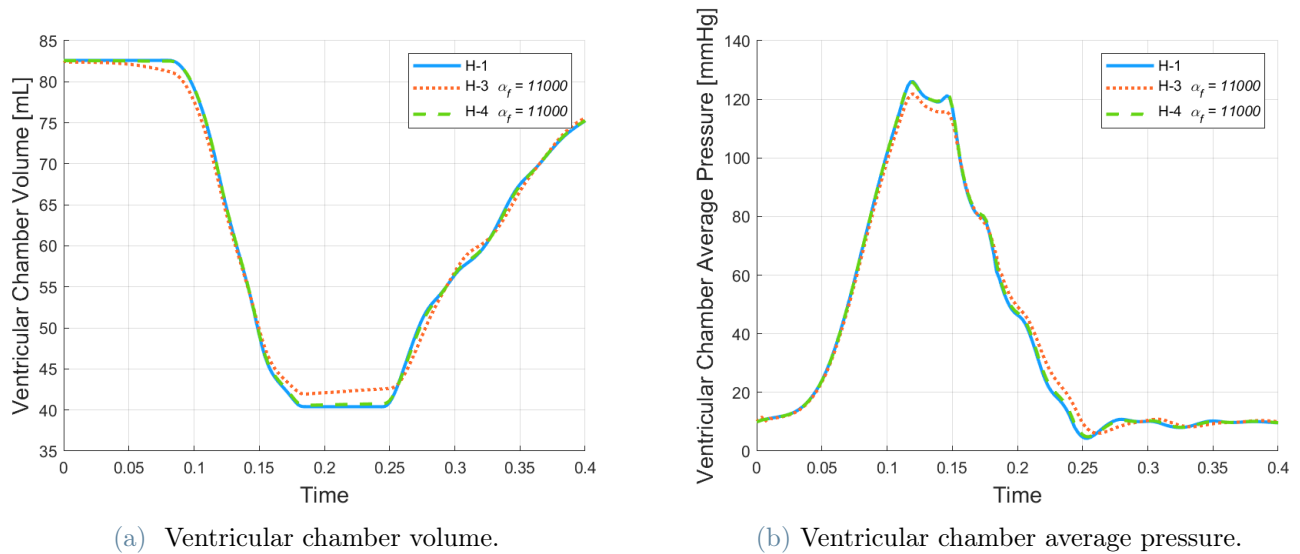 85
80
75
70
65
60
55
50
45
40
35
Ventricular Chamber Volume [mL]
H-1
H-3 α_f = 11000
H-4 α_f = 11000
0 0.05 0.1 0.15 0.2 0.25 0.3 0.35 0.4
Time
(a) Ventricular chamber volume.
140
120
100
80
60
40
20
0
Ventricular Chamber Average Pressure [mmHg]
H-1
H-3 α_f = 11000
H-4 α_f = 11000
0 0.05 0.1 0.15 0.2 0.25 0.3 0.35 0.4
Time
(b) Ventricular chamber average pressure.